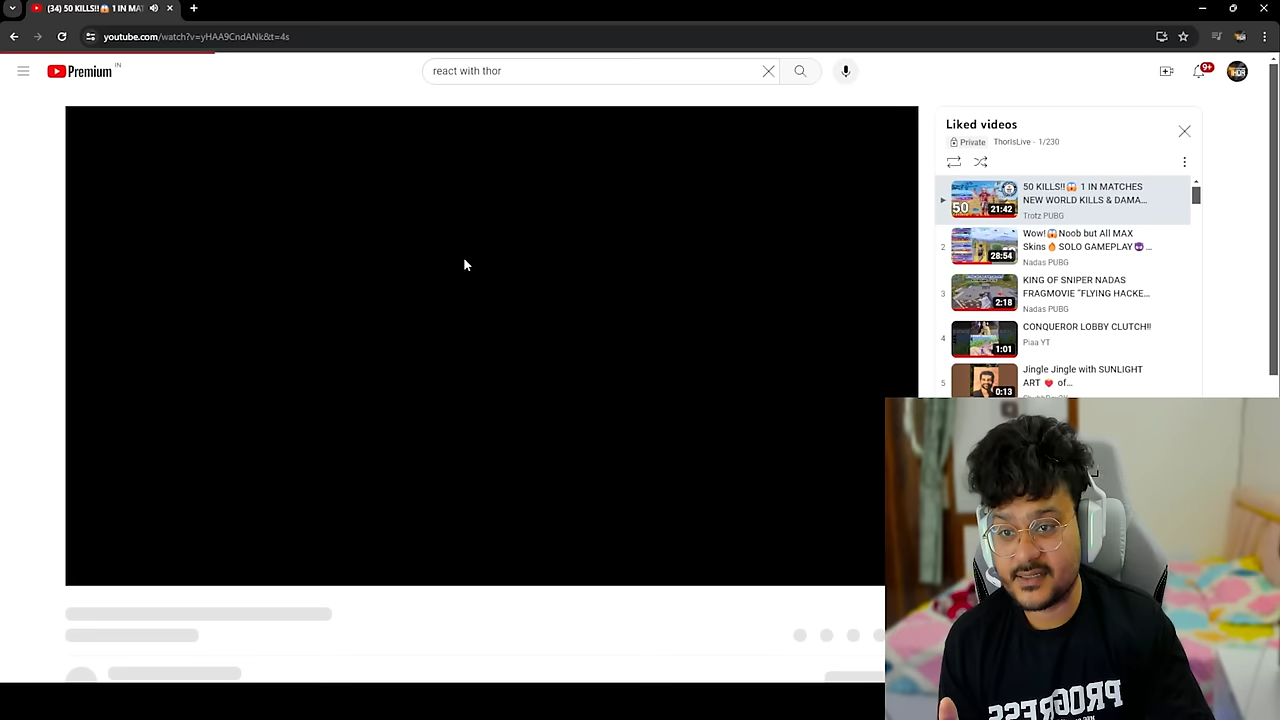 (34) 50 KILLS!!😱 1 IN MAT
youtube.com/watch?v=yHAA9CndANk&t=4s
Premium IN
react with thor
9+
Liked videos
Private ThorIsLive - 1/230
50 KILLS!!😱 1 IN MATCHES
NEW WORLD KILLS & DAMA...
Trotz PUBG
50
21:42
2
Wow!😱Noob but All MAX
Skins🔥SOLO GAMEPLAY😈...
Nadas PUBG
28:54
3
KING OF SNIPER NADAS
FRAGMOVIE "FLYING HACKE...
Nadas PUBG
2:18
4
CONQUEROR LOBBY CLUTCH!!
Piaa YT
1:01
5
Jingle Jingle with SUNLIGHT
ART ❤️ of...
0:13
PROGRESS